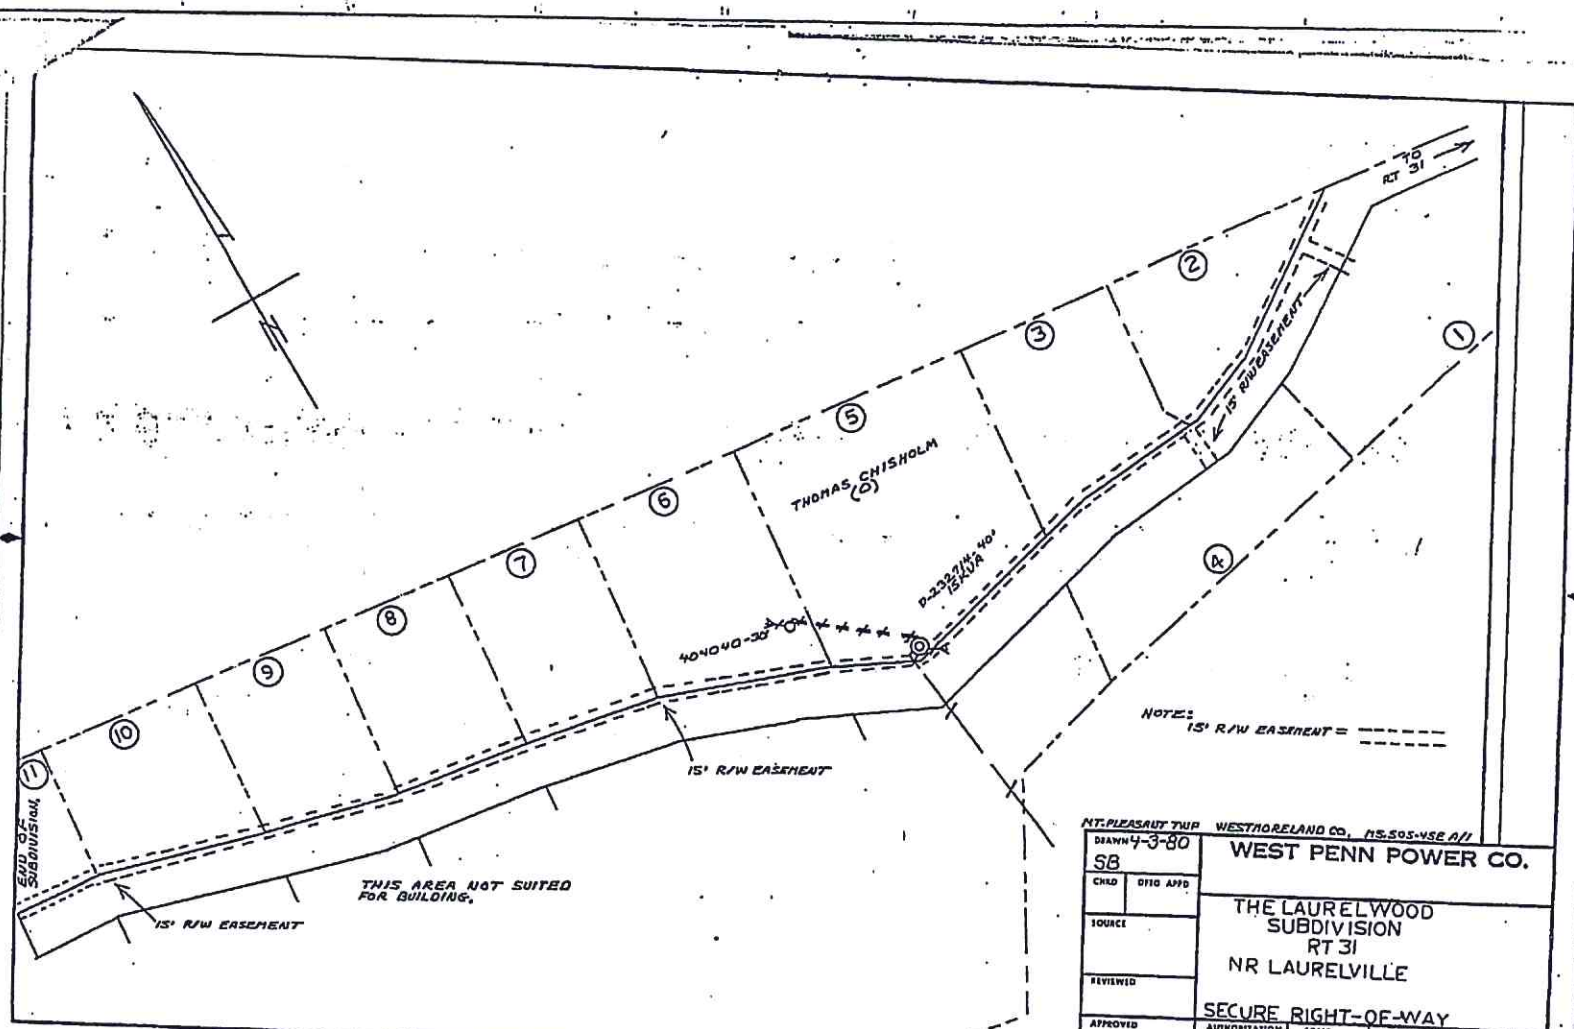 TO
RT 31
2
3
1
15' R/W EASEMENT
5
THOMAS CHISHOLM
(O)
6
D-232714-40'
15KVA
7
4
8
404040-30'
9
10
NOTE:
15' R/W EASEMENT =
11
15' R/W EASEMENT
END OF
SUBDIVISION.
THIS AREA NOT SUITED
FOR BUILDING.
15' R/W EASEMENT
MT. PLEASANT TWP WESTMORELAND CO.
DRAWN 4-3-80
SB
WEST PENN POWER CO.
CHKD
THE LAURELWOOD
SUBDIVISION
RT 31
NR LAURELVILLE
SOURCE
REVIEWED
SECURE RIGHT-OF-WAY
APPROVED
AUTHORIZATION